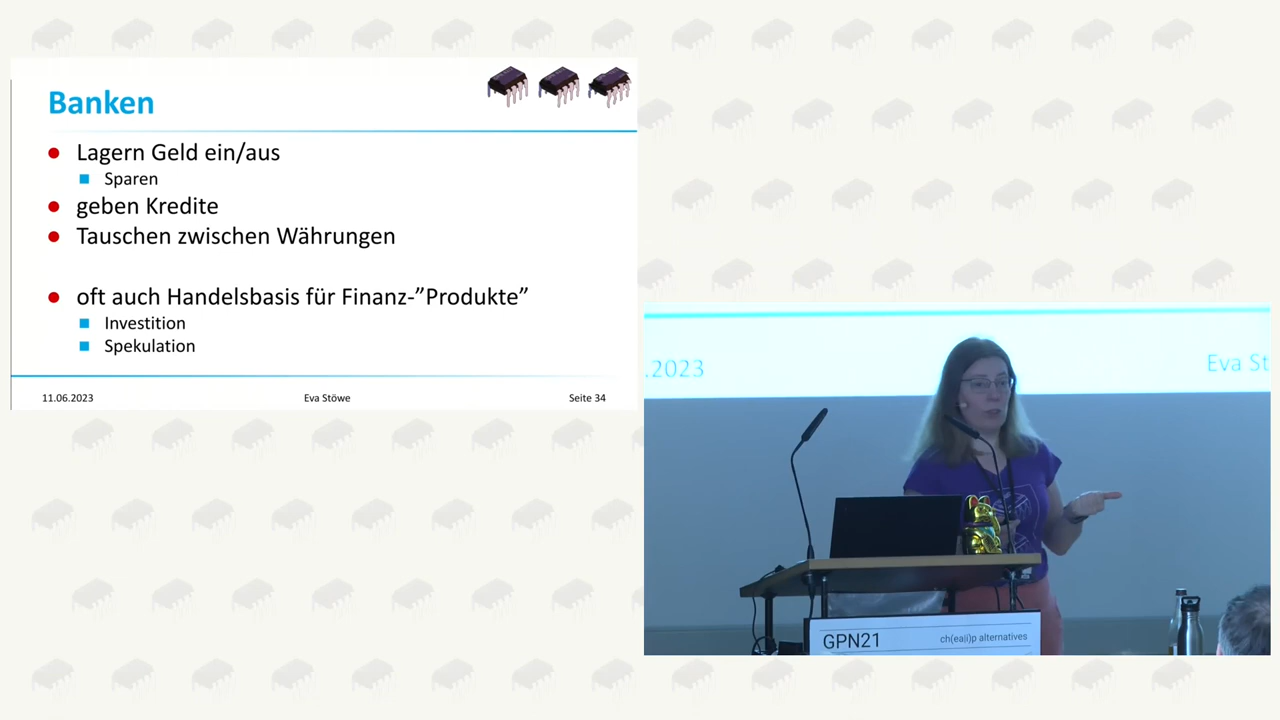 Banken
Lagern Geld ein/aus
Sparen
geben Kredite
Tauschen zwischen Währungen
oft auch Handelsbasis für Finanz-”Produkte”
Investition
Spekulation
11.06.2023
Eva Stöwe
Seite 34
.2023
Eva St
GPN21
ch(ea|i)p alternatives